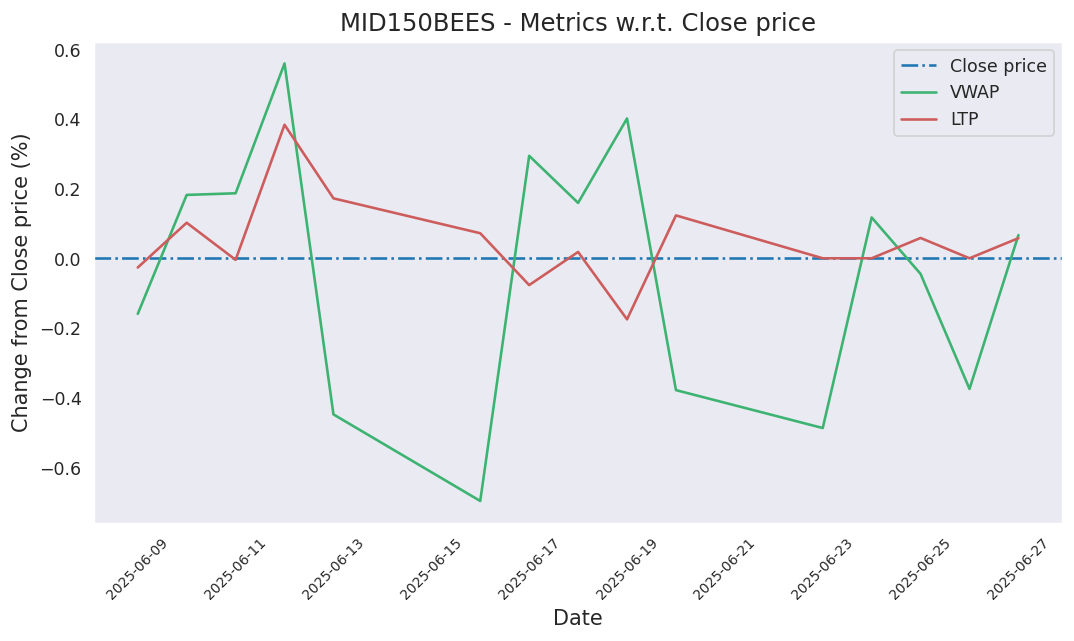 MID150BEES - Metrics w.r.t. Close price
Change from Close price (%)
0.6
0.4
0.2
0.0
−0.2
−0.4
−0.6
Close price
VWAP
LTP
2025-06-09
2025-06-11
2025-06-13
2025-06-15
2025-06-17
2025-06-19
2025-06-21
2025-06-23
2025-06-25
2025-06-27
Date